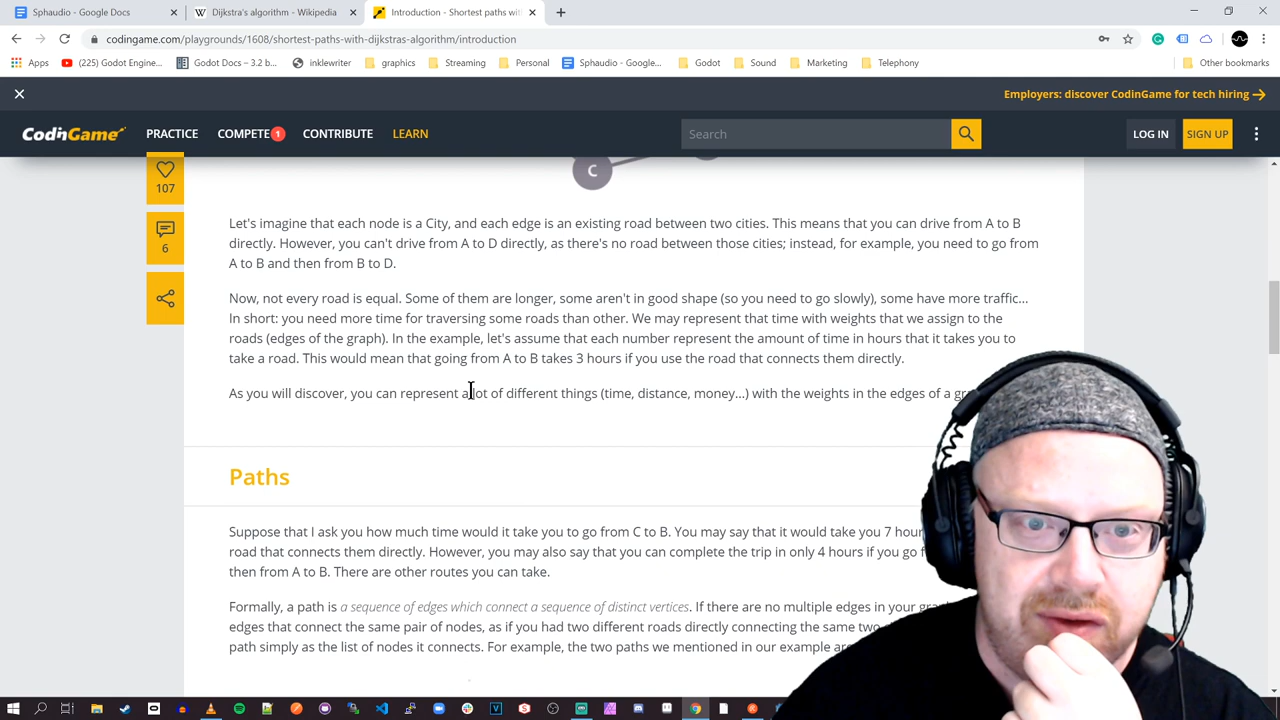 Sphaudio - Google Docs
Dijkstra's algorithm - Wikipedia
Introduction - Shortest paths with
codingame.com/playgrounds/1608/shortest-paths-with-dijkstras-algorithm/introduction
Apps
(225) Godot Engine...
Godot Docs – 3.2 b...
inklewriter
graphics
Streaming
Personal
Sphaudio - Google...
Godot
Sound
Marketing
Telephony
Other bookmarks
Employers: discover CodinGame for tech hiring
CodinGame
PRACTICE
COMPETE 1
CONTRIBUTE
LEARN
Search
LOG IN
SIGN UP
107
6
C
Let's imagine that each node is a City, and each edge is an existing road between two cities. This means that you can drive from A to B
directly. However, you can't drive from A to D directly, as there's no road between those cities; instead, for example, you need to go from
A to B and then from B to D.
Now, not every road is equal. Some of them are longer, some aren't in good shape (so you need to go slowly), some have more traffic...
In short: you need more time for traversing some roads than other. We may represent that time with weights that we assign to the
roads (edges of the graph). In the example, let's assume that each number represent the amount of time in hours that it takes you to
take a road. This would mean that going from A to B takes 3 hours if you use the road that connects them directly.
As you will discover, you can represent a lot of different things (time, distance, money...) with the weights in the edges of a
Paths
Suppose that I ask you how much time would it take you to go from C to B. You may say that it would take you 7
road that connects them directly. However, you may also say that you can complete the trip in only 4 hours if you go
then from A to B. There are other routes you can take.
Formally, a path is a sequence of edges which connect a sequence of distinct vertices. If there are no multiple edges in your
edges that connect the same pair of nodes, as if you had two different roads directly connecting the same two
path simply as the list of nodes it connects. For example, the two paths we mentioned in our example